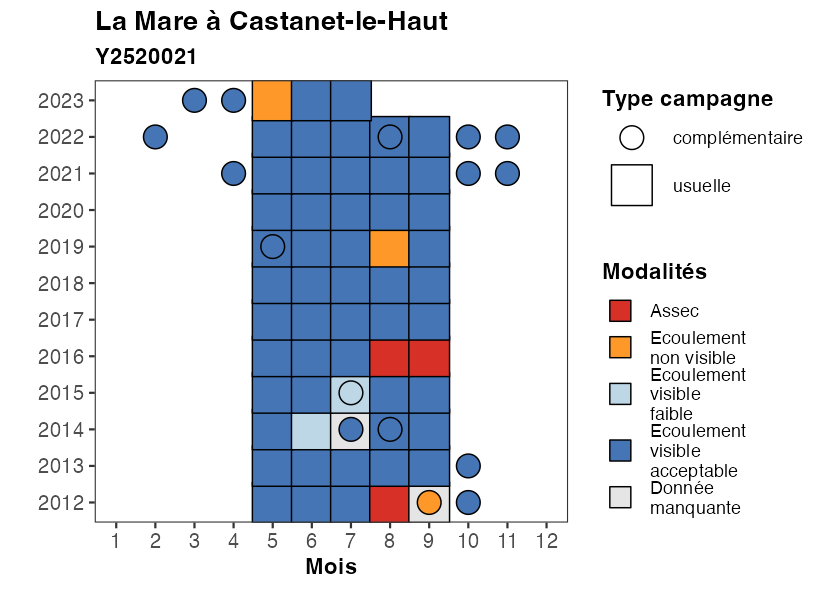 La Mare à Castanet-le-Haut
Y2520021
2023
2022
2021
2020
2019
2018
2017
2016
2015
2014
2013
2012
1 2 3 4 5 6 7 8 9 10 11 12
Mois
Type campagne
complémentaire
usuelle
Modalités
Assec
Ecoulement
non visible
Ecoulement
visible
faible
Ecoulement
visible
acceptable
Donnée
manquante